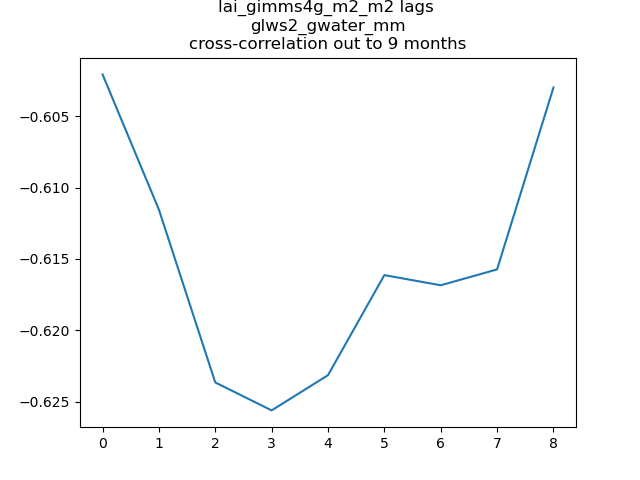 lai_gimms4g_m2_m2 lags
glws2_gwater_mm
cross-correlation out to 9 months
−0.605
−0.610
−0.615
−0.620
−0.625
0 1 2 3 4 5 6 7 8